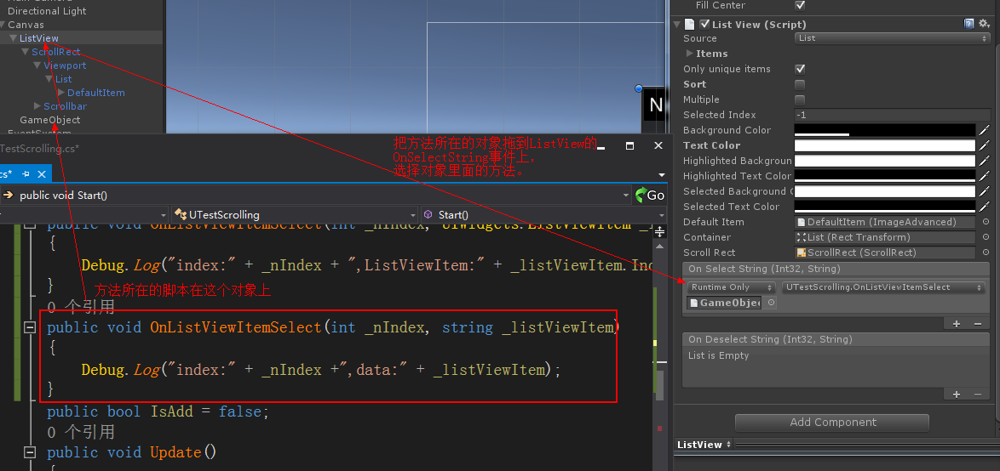 Directional Light
Canvas
ListView
ScrollRect
Viewport
List
DefaultItem
Scrollbar
GameObject
N
TestScrolling.cs*
cs*
public void Start()
Go
UTestScrolling
Start()
把方法所在的对象拖到ListView的
OnSelectString事件上,
选择对象里面的方法。
public void OnListViewItemSelect(int _nIndex, UIWidgets.ListViewItem _l
{
Debug.Log("index:" + _nIndex + ",ListViewItem:" + _listViewItem.Ind
}
方法所在的脚本在这个对象上
0 个引用
public void OnListViewItemSelect(int _nIndex, string _listViewItem)
{
Debug.Log("index:" + _nIndex +",data:" + _listViewItem);
}
public bool IsAdd = false;
0 个引用
public void Update()
Fill Center
List View (Script)
Source
List
Items
Only unique items
Sort
Multiple
Selected Index
-1
Background Color
Text Color
Highlighted Backgroun
Highlighted Text Color
Selected Background C
Selected Text Color
Default Item
DefaultItem (ImageAdvanced)
Container
List (Rect Transform)
Scroll Rect
ScrollRect (ScrollRect)
On Select String (Int32, String)
Runtime Only
UTestScrolling.OnListViewItemSelect
GameObjec
+ −
On Deselect String (Int32, String)
List is Empty
+ −
Add Component
ListView